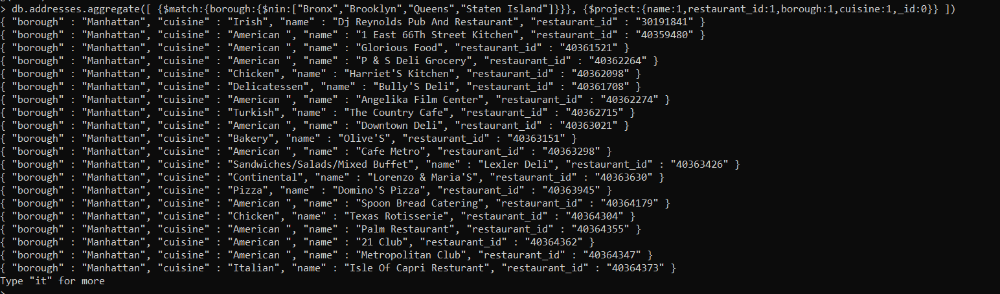 > db.addresses.aggregate([ {$match:{borough:{$nin:["Bronx","Brooklyn","Queens","Staten Island"]}}}, {$project:{name:1,restaurant_id:1,borough:1,cuisine:1,_id:0}} ])
{ "borough" : "Manhattan", "cuisine" : "Irish", "name" : "Dj Reynolds Pub And Restaurant", "restaurant_id" : "30191841" }
{ "borough" : "Manhattan", "cuisine" : "American ", "name" : "1 East 66Th Street Kitchen", "restaurant_id" : "40359480" }
{ "borough" : "Manhattan", "cuisine" : "American ", "name" : "Glorious Food", "restaurant_id" : "40361521" }
{ "borough" : "Manhattan", "cuisine" : "American ", "name" : "P & S Deli Grocery", "restaurant_id" : "40362264" }
{ "borough" : "Manhattan", "cuisine" : "Chicken", "name" : "Harriet'S Kitchen", "restaurant_id" : "40362098" }
{ "borough" : "Manhattan", "cuisine" : "Delicatessen", "name" : "Bully'S Deli", "restaurant_id" : "40361708" }
{ "borough" : "Manhattan", "cuisine" : "American ", "name" : "Angelika Film Center", "restaurant_id" : "40362274" }
{ "borough" : "Manhattan", "cuisine" : "Turkish", "name" : "The Country Cafe", "restaurant_id" : "40362715" }
{ "borough" : "Manhattan", "cuisine" : "American ", "name" : "Downtown Deli", "restaurant_id" : "40363021" }
{ "borough" : "Manhattan", "cuisine" : "Bakery", "name" : "Olive'S", "restaurant_id" : "40363151" }
{ "borough" : "Manhattan", "cuisine" : "American ", "name" : "Cafe Metro", "restaurant_id" : "40363298" }
{ "borough" : "Manhattan", "cuisine" : "Sandwiches/Salads/Mixed Buffet", "name" : "Lexler Deli", "restaurant_id" : "40363426" }
{ "borough" : "Manhattan", "cuisine" : "Continental", "name" : "Lorenzo & Maria'S", "restaurant_id" : "40363630" }
{ "borough" : "Manhattan", "cuisine" : "Pizza", "name" : "Domino'S Pizza", "restaurant_id" : "40363945" }
{ "borough" : "Manhattan", "cuisine" : "American ", "name" : "Spoon Bread Catering", "restaurant_id" : "40364179" }
{ "borough" : "Manhattan", "cuisine" : "Chicken", "name" : "Texas Rotisserie", "restaurant_id" : "40364304" }
{ "borough" : "Manhattan", "cuisine" : "American ", "name" : "Palm Restaurant", "restaurant_id" : "40364355" }
{ "borough" : "Manhattan", "cuisine" : "American ", "name" : "21 Club", "restaurant_id" : "40364362" }
{ "borough" : "Manhattan", "cuisine" : "American ", "name" : "Metropolitan Club", "restaurant_id" : "40364347" }
{ "borough" : "Manhattan", "cuisine" : "Italian", "name" : "Isle Of Capri Resturant", "restaurant_id" : "40364373" }
Type "it" for more